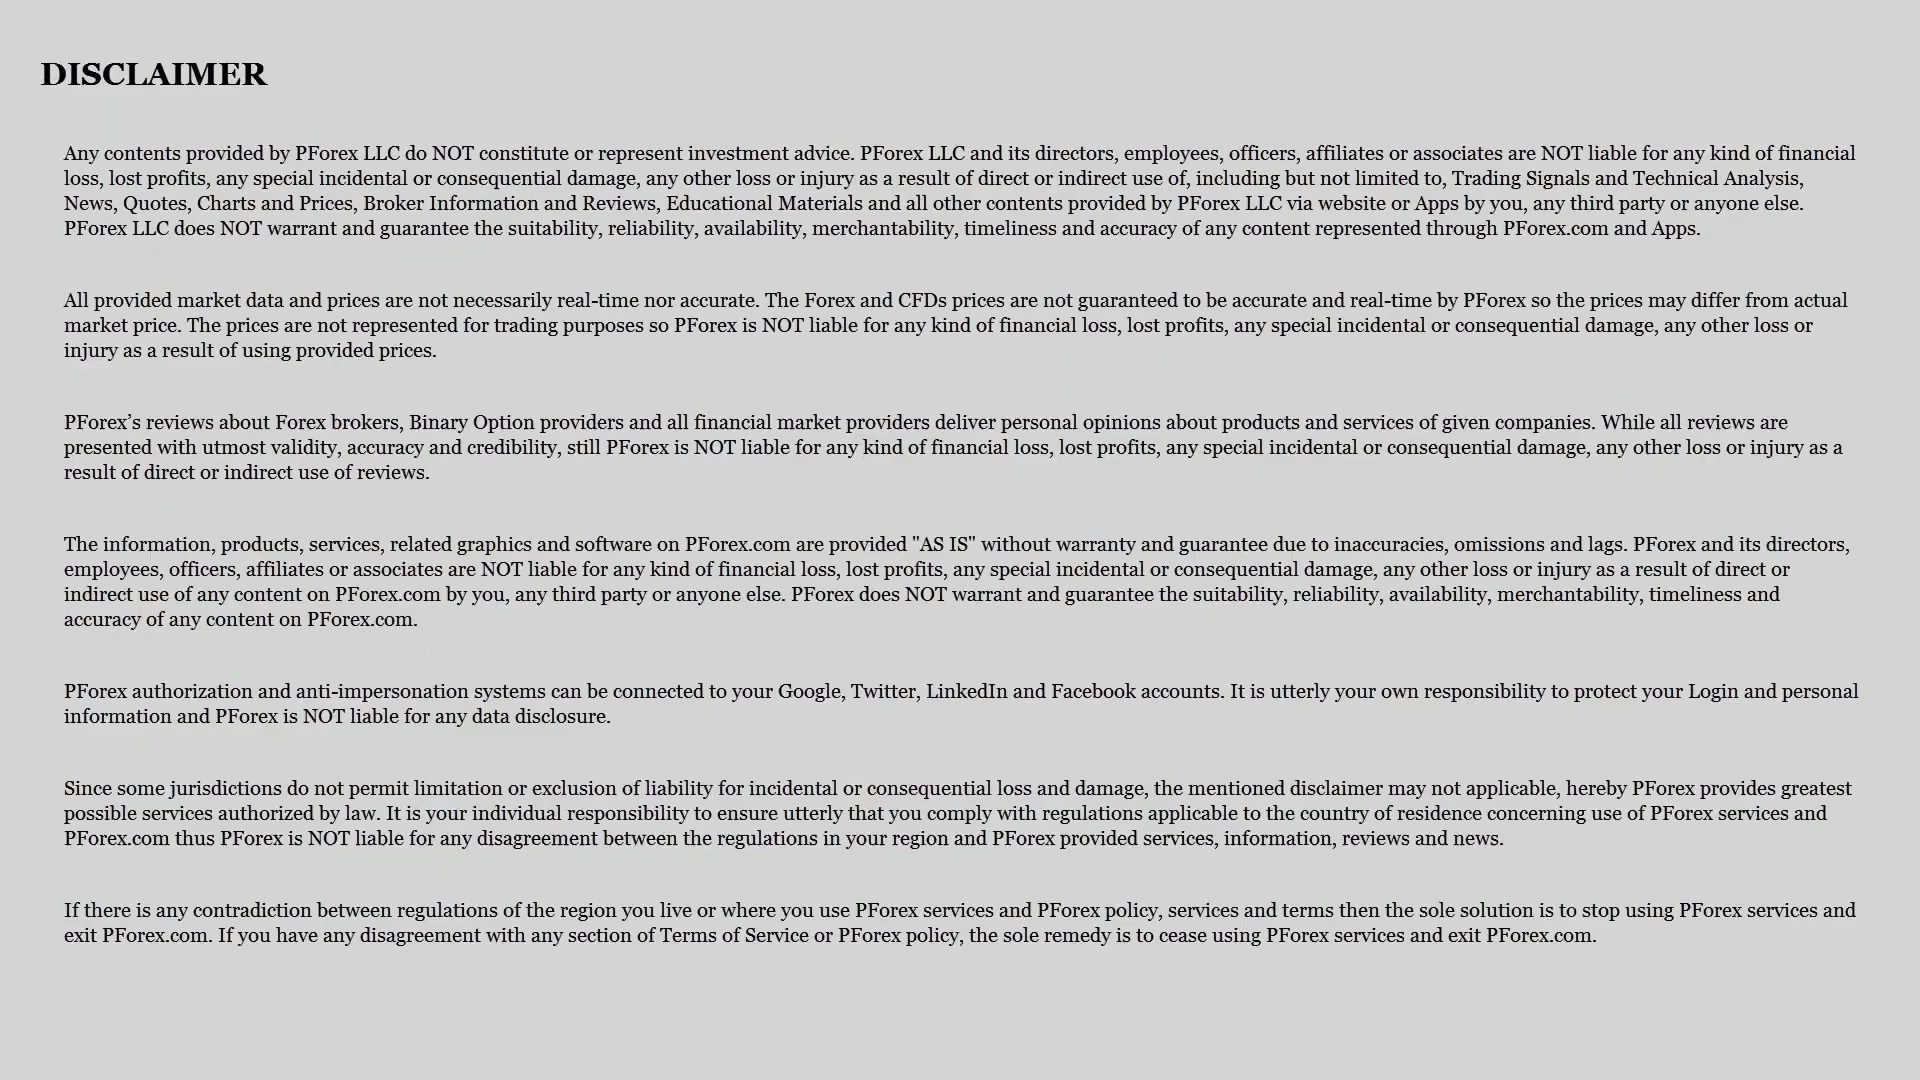 DISCLAIMER
Any contents provided by PForex LLC do NOT constitute or represent investment advice. PForex LLC and its directors, employees, officers, affiliates or associates are NOT liable for any kind of financial
loss, lost profits, any special incidental or consequential damage, any other loss or injury as a result of direct or indirect use of, including but not limited to, Trading Signals and Technical Analysis,
News, Quotes, Charts and Prices, Broker Information and Reviews, Educational Materials and all other contents provided by PForex LLC via website or Apps by you, any third party or anyone else.
PForex LLC does NOT warrant and guarantee the suitability, reliability, availability, merchantability, timeliness and accuracy of any content represented through PForex.com and Apps.
All provided market data and prices are not necessarily real-time nor accurate. The Forex and CFDs prices are not guaranteed to be accurate and real-time by PForex so the prices may differ from actual
market price. The prices are not represented for trading purposes so PForex is NOT liable for any kind of financial loss, lost profits, any special incidental or consequential damage, any other loss or
injury as a result of using provided prices.
PForex’s reviews about Forex brokers, Binary Option providers and all financial market providers deliver personal opinions about products and services of given companies. While all reviews are
presented with utmost validity, accuracy and credibility, still PForex is NOT liable for any kind of financial loss, lost profits, any special incidental or consequential damage, any other loss or injury as a
result of direct or indirect use of reviews.
The information, products, services, related graphics and software on PForex.com are provided "AS IS" without warranty and guarantee due to inaccuracies, omissions and lags. PForex and its directors,
employees, officers, affiliates or associates are NOT liable for any kind of financial loss, lost profits, any special incidental or consequential damage, any other loss or injury as a result of direct or
indirect use of any content on PForex.com by you, any third party or anyone else. PForex does NOT warrant and guarantee the suitability, reliability, availability, merchantability, timeliness and
accuracy of any content on PForex.com.
PForex authorization and anti-impersonation systems can be connected to your Google, Twitter, LinkedIn and Facebook accounts. It is utterly your own responsibility to protect your Login and personal
information and PForex is NOT liable for any data disclosure.
Since some jurisdictions do not permit limitation or exclusion of liability for incidental or consequential loss and damage, the mentioned disclaimer may not applicable, hereby PForex provides greatest
possible services authorized by law. It is your individual responsibility to ensure utterly that you comply with regulations applicable to the country of residence concerning use of PForex services and
PForex.com thus PForex is NOT liable for any disagreement between the regulations in your region and PForex provided services, information, reviews and news.
If there is any contradiction between regulations of the region you live or where you use PForex services and PForex policy, services and terms then the sole solution is to stop using PForex services and
exit PForex.com. If you have any disagreement with any section of Terms of Service or PForex policy, the sole remedy is to cease using PForex services and exit PForex.com.